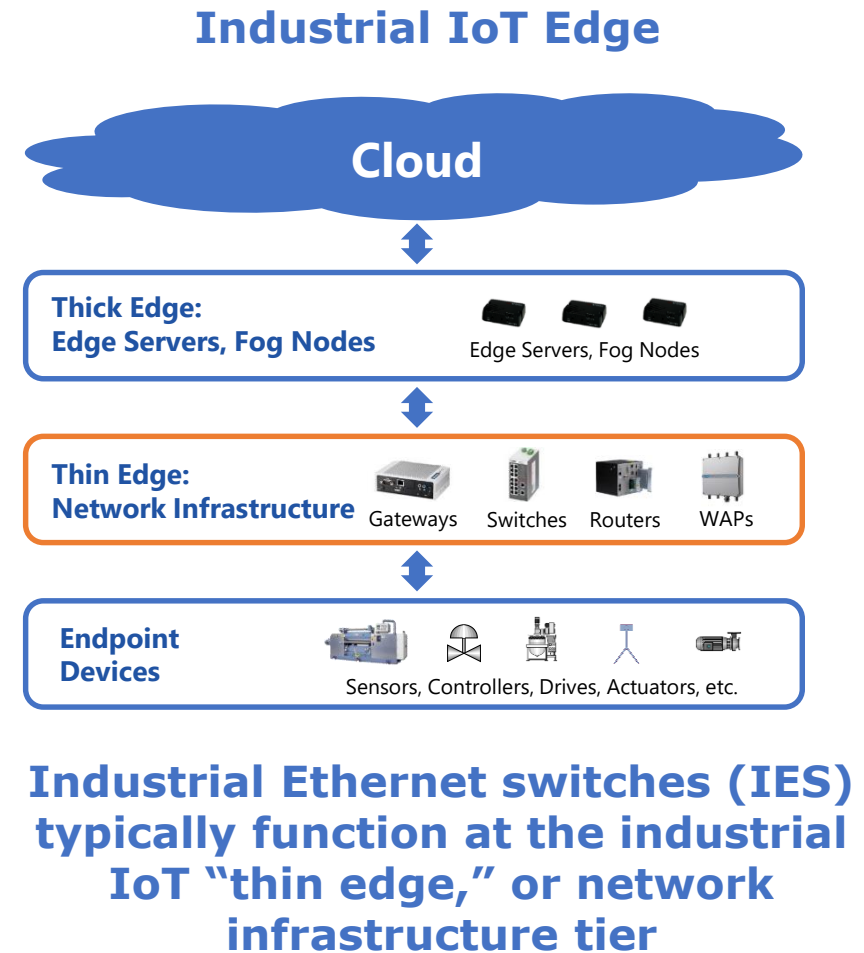 Industrial IoT Edge
Cloud
Thick Edge:
Edge Servers, Fog Nodes
Edge Servers, Fog Nodes
Thin Edge:
Network Infrastructure
Gateways
Switches
Routers
WAPs
Endpoint
Devices
Sensors, Controllers, Drives, Actuators, etc.
Industrial Ethernet switches (IES)
typically function at the industrial
IoT “thin edge,” or network
infrastructure tier